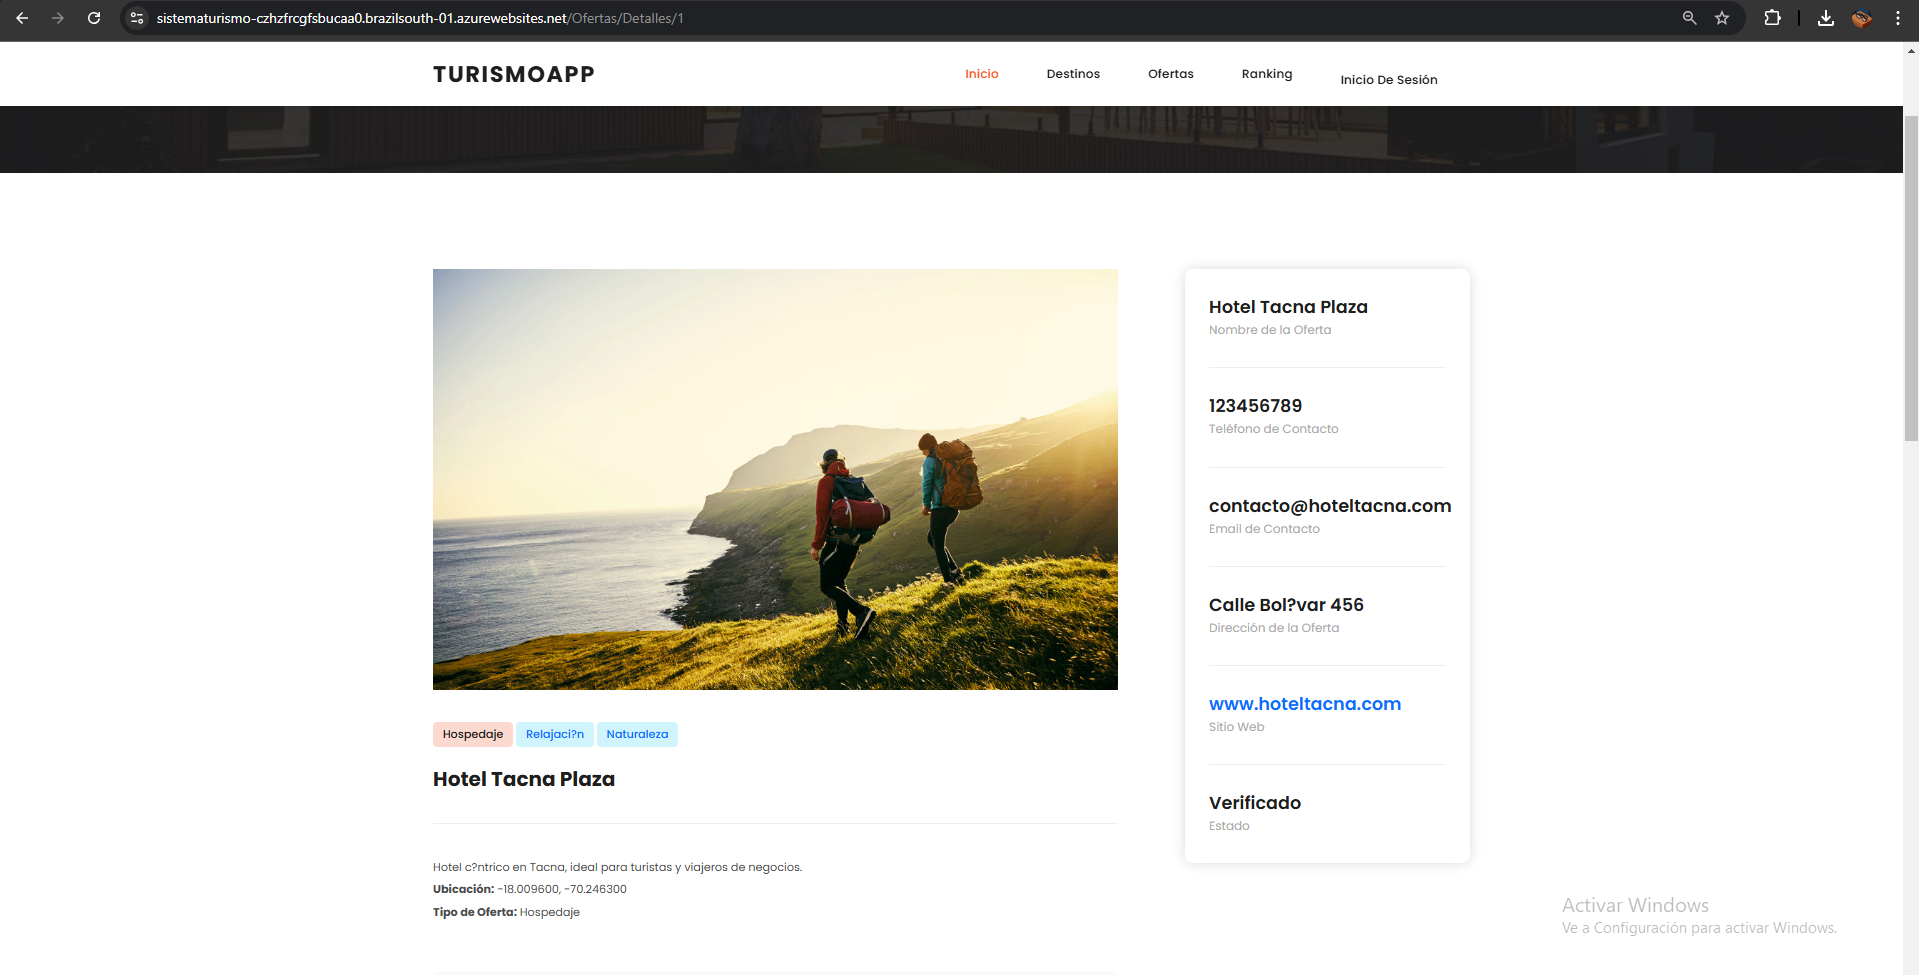 sistematurismo-czhzfrcgfsbucaa0.brazilsouth-01.azurewebsites.net/Ofertas/Detalles/1
TURISMOAPP
Inicio
Destinos
Ofertas
Ranking
Inicio De Sesión
Hospedaje
Relajaci?n
Naturaleza
Hotel Tacna Plaza
Hotel c?ntrico en Tacna, ideal para turistas y viajeros de negocios.
Ubicación: -18.009600, -70.246300
Tipo de Oferta: Hospedaje
Hotel Tacna Plaza
Nombre de la Oferta
123456789
Teléfono de Contacto
contacto@hoteltacna.com
Email de Contacto
Calle Bol?var 456
Dirección de la Oferta
www.hoteltacna.com
Sitio Web
Verificado
Estado
Activar Windows
Ve a Configuración para activar Windows.